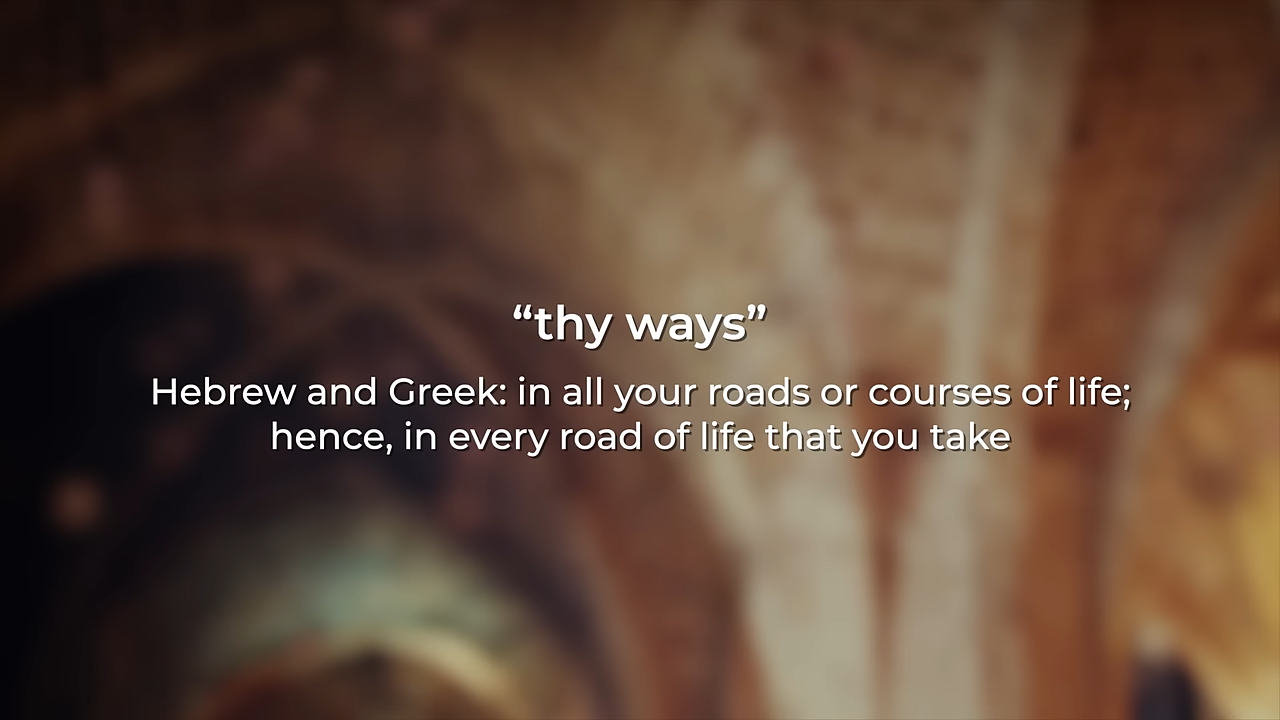 “thy ways”
Hebrew and Greek: in all your roads or courses of life;
hence, in every road of life that you take